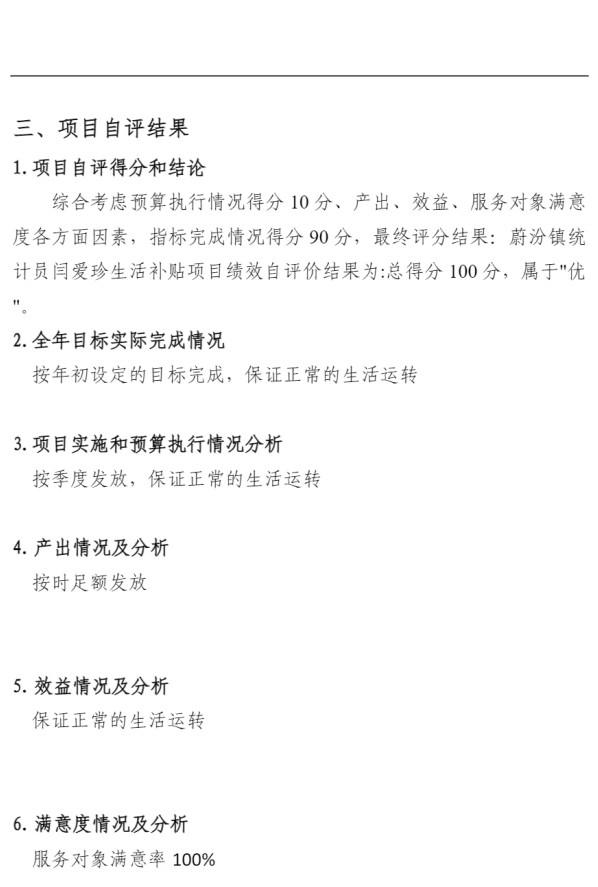 三、项目自评结果
1.项目自评得分和结论
综合考虑预算执行情况得分 10 分、产出、效益、服务对象满意
度各方面因素，指标完成情况得分 90 分，最终评分结果：蔚汾镇统
计员闫爱珍生活补贴项目绩效自评价结果为:总得分 100 分，属于"优
"。
2.全年目标实际完成情况
按年初设定的目标完成，保证正常的生活运转
3.项目实施和预算执行情况分析
按季度发放，保证正常的生活运转
4.产出情况及分析
按时足额发放
5.效益情况及分析
保证正常的生活运转
6.满意度情况及分析
服务对象满意率 100%